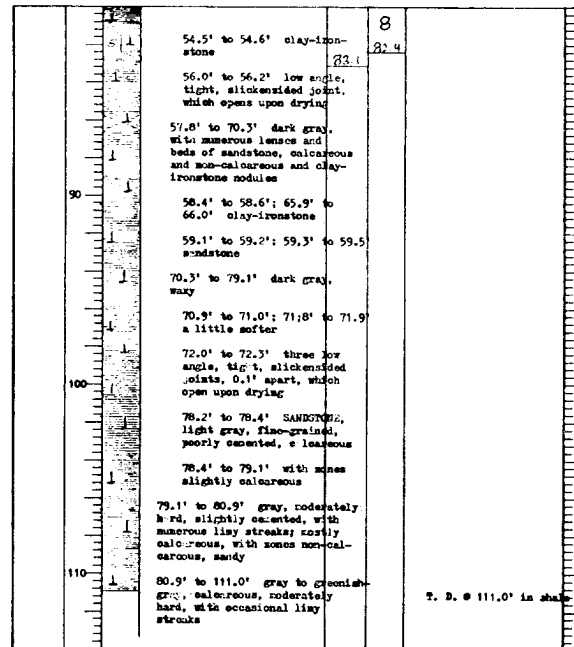 8
54.5' to 54.6' clay-iron-
stone
82.4
83.1
56.0' to 56.2' low angle,
tight, slickensided joint,
which opens upon drying
57.8' to 70.3' dark gray,
with numerous lenses and
beds of sandstone, calcareous
and non-calcareous and clay-
ironstone nodules
90
58.4' to 58.6'; 65.9' to
66.0' clay-ironstone
59.1' to 59.2'; 59.3' to 59.5'
sandstone
70.3' to 79.1' dark gray,
waxy
70.9' to 71.0'; 71;8' to 71.9'
a little softer
72.0' to 72.3' three low
angle, tight, slickensided
joints, 0.1' apart, which
open upon drying
100
78.2' to 78.4' SANDSTONE,
light gray, fine-grained,
poorly cemented, calcareous
78.4' to 79.1' with zones
slightly calcareous
79.1' to 80.9' gray, moderately
hard, slightly cemented, with
numerous limy streaks; mostly
calcareous, with zones non-cal-
careous, sandy
110
80.9' to 111.0' gray to greenish-
gray, calcareous, moderately
hard, with occasional limy
streaks
T. D. @ 111.0' in shale